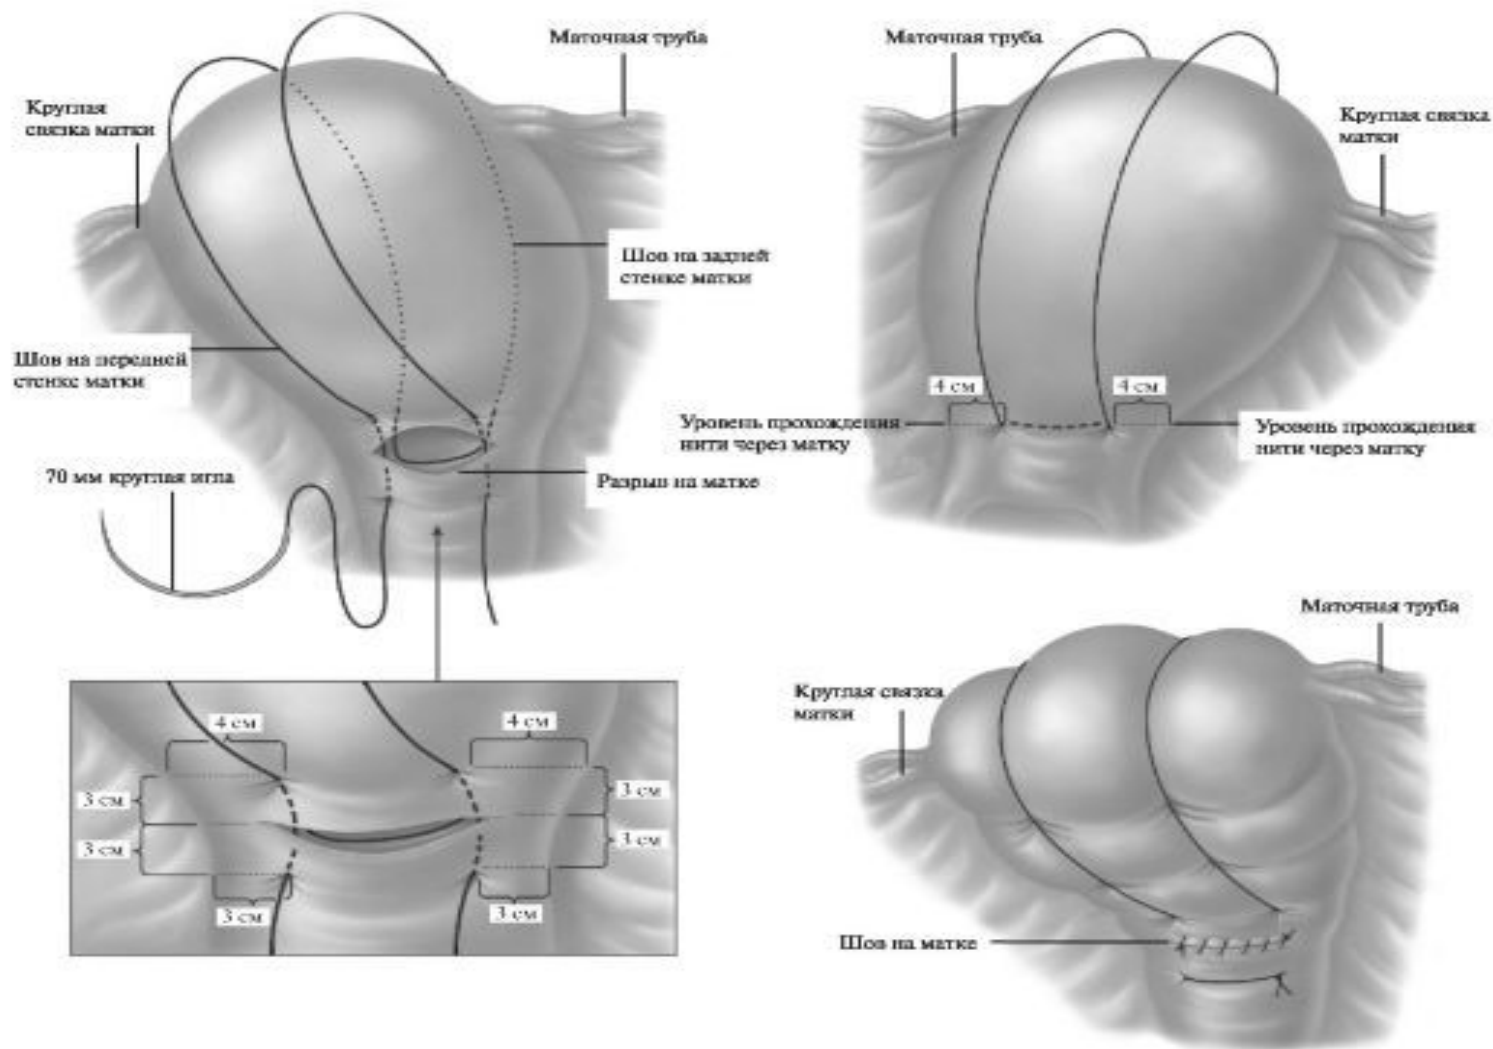 Маточная труба
Круглая
связка матки
Шов на задней
стенке матки
Шов на передней
стенке матки
Разрыв на матке
70 мм круглая игла
4 см
4 см
3 см
3 см
3 см
3 см
3 см
3 см
Маточная труба
Круглая связка
матки
4 см
4 см
Уровень прохождения
нити через матку
Уровень прохождения
нити через матку
Маточная труба
Круглая связка
матки
Шов на матке